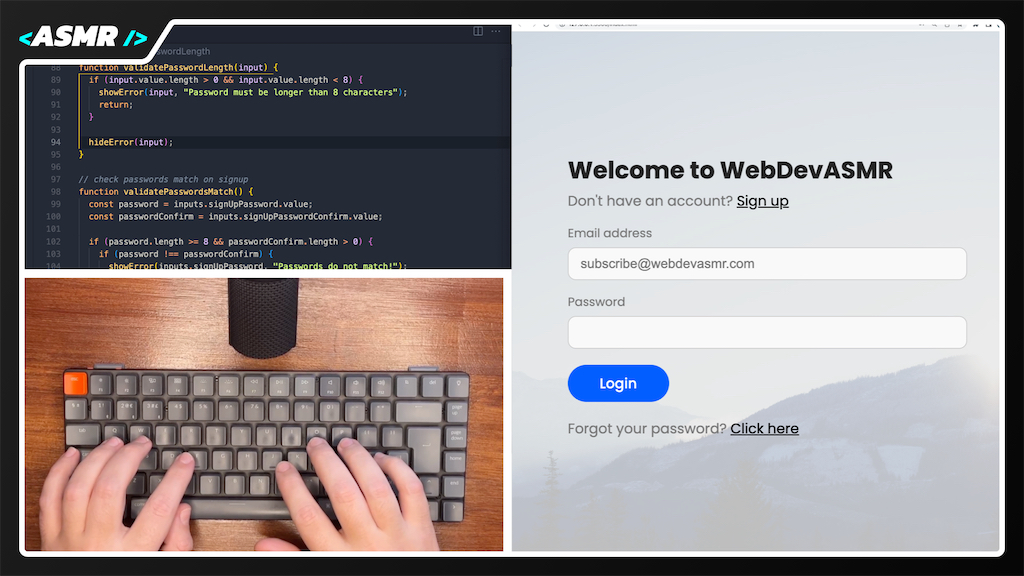 <ASMR />
swordLength
88 function validatePasswordLength(input) {
89 if (input.value.length > 0 && input.value.length < 8) {
90 showError(input, "Password must be longer than 8 characters");
91 return;
92 }
93
94 hideError(input);
95 }
96
97 // check passwords match on signup
98 function validatePasswordsMatch() {
99 const password = inputs.signUpPassword.value;
100 const passwordConfirm = inputs.signUpPasswordConfirm.value;
101
102 if (password.length >= 8 && passwordConfirm.length > 0) {
103 if (password !== passwordConfirm) {
104 showError(inputs.signUpPassword, "Passwords do not match!");
Welcome to WebDevASMR
Don't have an account? Sign up
Email address
subscribe@webdevasmr.com
Password
Login
Forgot your password? Click here